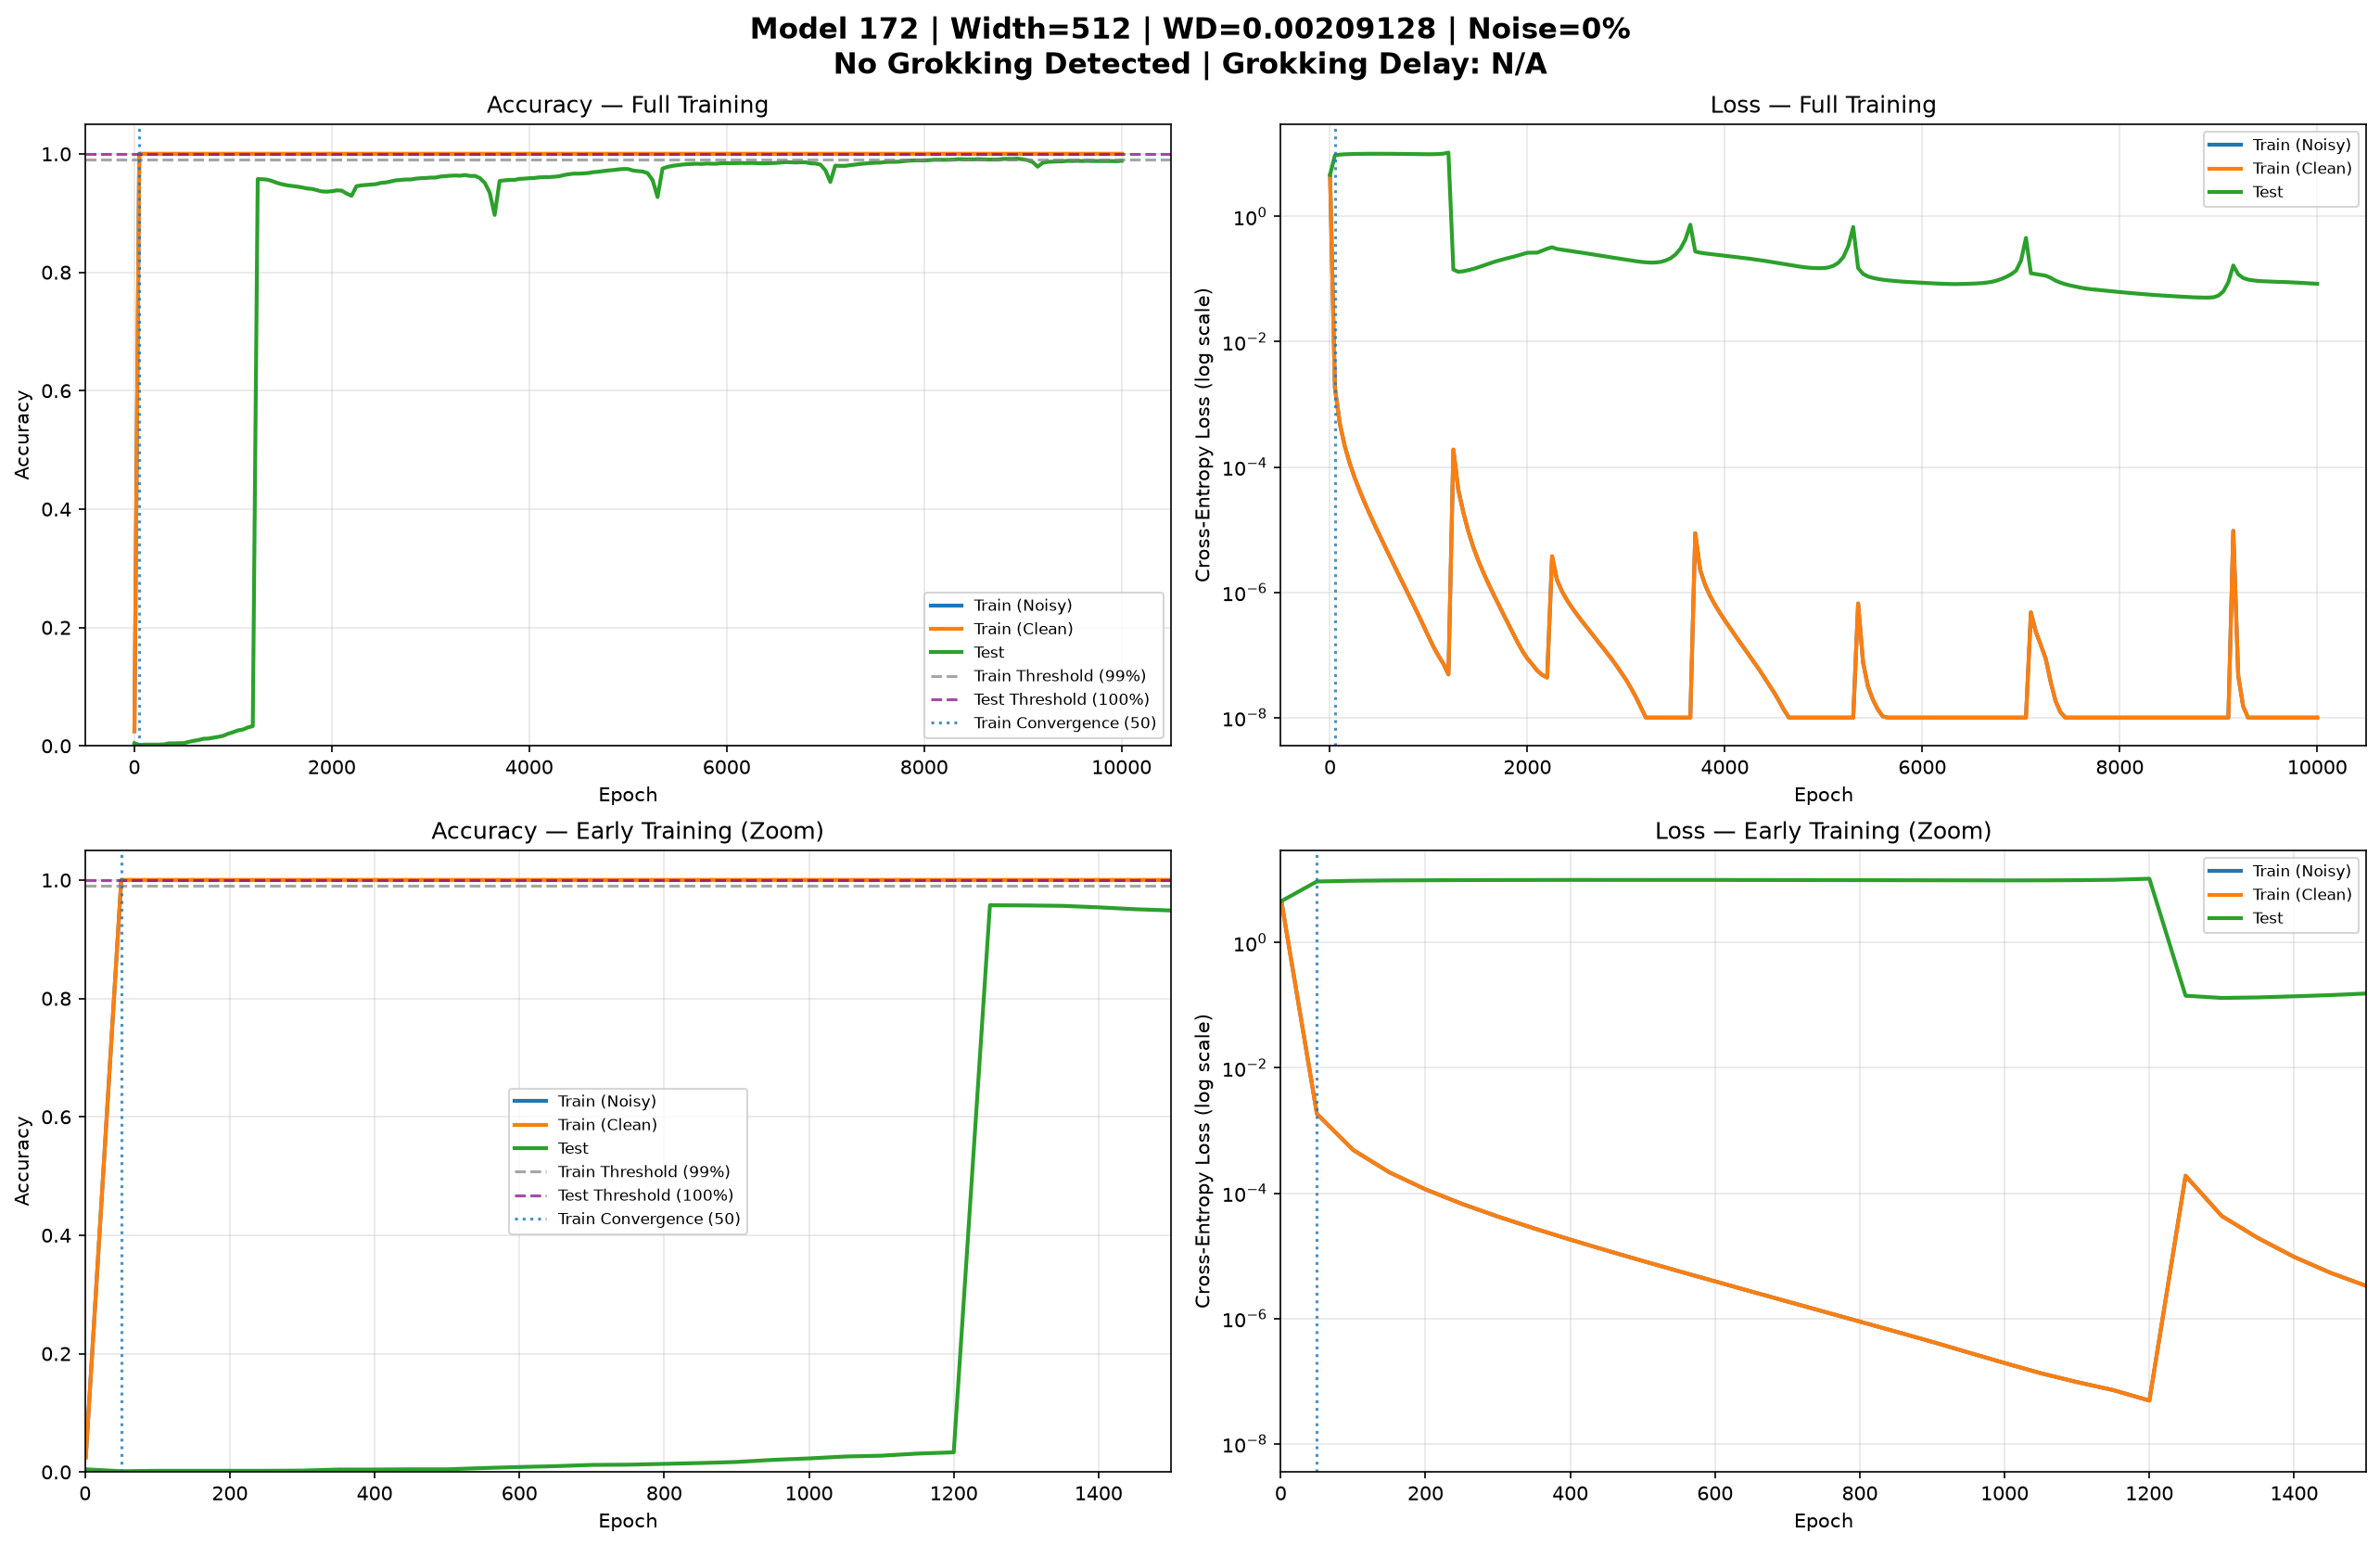 Model 172 | Width=512 | WD=0.00209128 | Noise=0%
No Grokking Detected | Grokking Delay: N/A
Accuracy — Full Training
1.0
0.8
0.6
0.4
0.2
0.0
Accuracy
0 2000 4000 6000 8000 10000
Epoch
Train (Noisy)
Train (Clean)
Test
Train Threshold (99%)
Test Threshold (100%)
Train Convergence (50)
Loss — Full Training
10⁰
10⁻²
10⁻⁴
10⁻⁶
10⁻⁸
Cross-Entropy Loss (log scale)
0 2000 4000 6000 8000 10000
Epoch
Train (Noisy)
Train (Clean)
Test
Accuracy — Early Training (Zoom)
1.0
0.8
0.6
0.4
0.2
0.0
Accuracy
0 200 400 600 800 1000 1200 1400
Epoch
Train (Noisy)
Train (Clean)
Test
Train Threshold (99%)
Test Threshold (100%)
Train Convergence (50)
Loss — Early Training (Zoom)
10⁰
10⁻²
10⁻⁴
10⁻⁶
10⁻⁸
Cross-Entropy Loss (log scale)
0 200 400 600 800 1000 1200 1400
Epoch
Train (Noisy)
Train (Clean)
Test